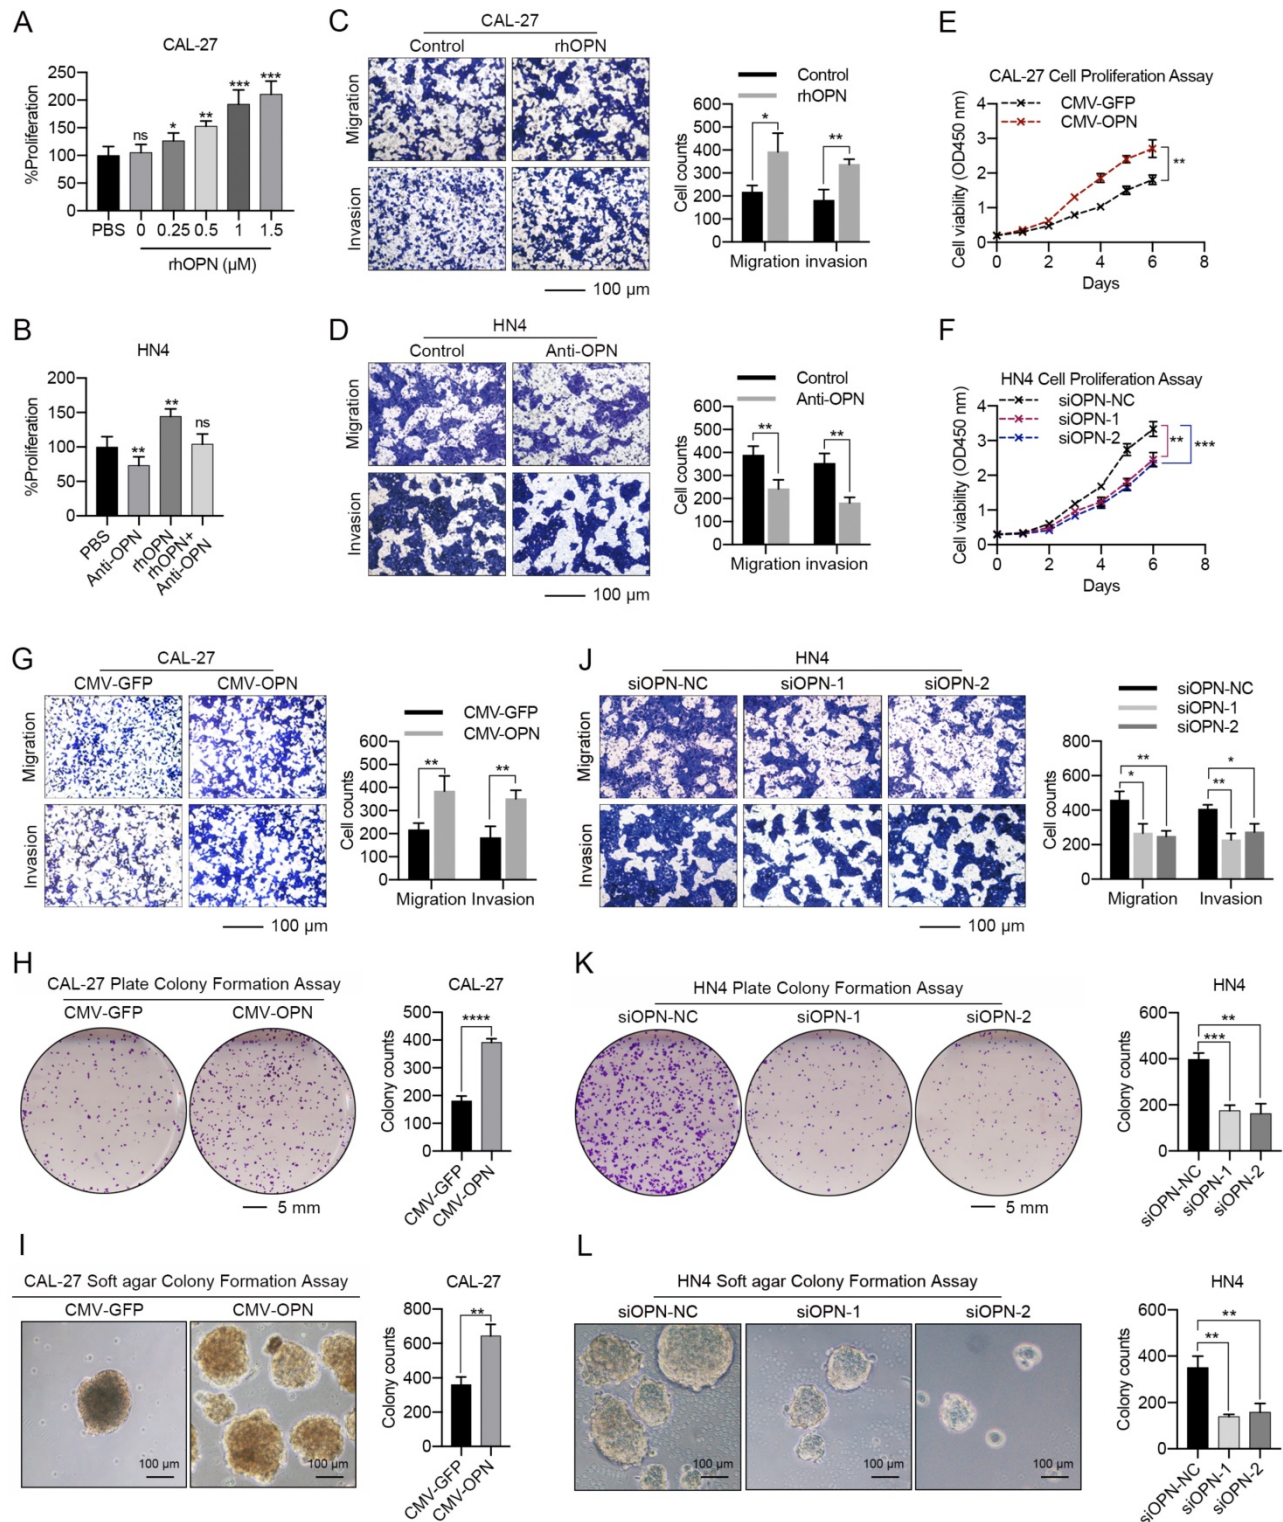 A
CAL-27
%Proliferation
250
200
150
100
50
0
ns
*
**
***
***
PBS 0 0.25 0.5 1 1.5
rhOPN (μM)
B
HN4
%Proliferation
200
150
100
50
0
**
**
ns
PBS
Anti-OPN
rhOPN
rhOPN+
Anti-OPN
C
CAL-27
Control rhOPN
Migration
Invasion
100 μm
Control
rhOPN
Cell counts
600
500
400
300
200
100
0
*
**
Migration invasion
D
HN4
Control Anti-OPN
Migration
Invasion
100 μm
Control
Anti-OPN
Cell counts
600
500
400
300
200
100
0
**
**
Migration invasion
E
CAL-27 Cell Proliferation Assay
CMV-GFP
CMV-OPN
Cell viability (OD450 nm)
4
3
2
1
0
**
0 2 4 6 8
Days
F
HN4 Cell Proliferation Assay
siOPN-NC
siOPN-1
siOPN-2
Cell viability (OD450 nm)
4
3
2
1
0
**
***
0 2 4 6 8
Days
G
CAL-27
CMV-GFP CMV-OPN
Migration
Invasion
100 μm
CMV-GFP
CMV-OPN
Cell counts
600
500
400
300
200
100
0
**
**
Migration Invasion
J
HN4
siOPN-NC siOPN-1 siOPN-2
Migration
Invasion
100 μm
siOPN-NC
siOPN-1
siOPN-2
Cell counts
800
600
400
200
0
**
*
*
**
Migration Invasion
H
CAL-27 Plate Colony Formation Assay
CMV-GFP CMV-OPN
5 mm
CAL-27
Colony counts
500
400
300
200
100
0
****
CMV-GFP
CMV-OPN
K
HN4 Plate Colony Formation Assay
siOPN-NC siOPN-1 siOPN-2
5 mm
HN4
Colony counts
600
400
200
0
**
***
siOPN-NC
siOPN-1
siOPN-2
I
CAL-27 Soft agar Colony Formation Assay
CMV-GFP CMV-OPN
100 μm
100 μm
CAL-27
Colony counts
800
600
400
200
0
**
CMV-GFP
CMV-OPN
L
HN4 Soft agar Colony Formation Assay
siOPN-NC siOPN-1 siOPN-2
100 μm
100 μm
100 μm
HN4
Colony counts
600
400
200
0
**
**
siOPN-NC
siOPN-1
siOPN-2